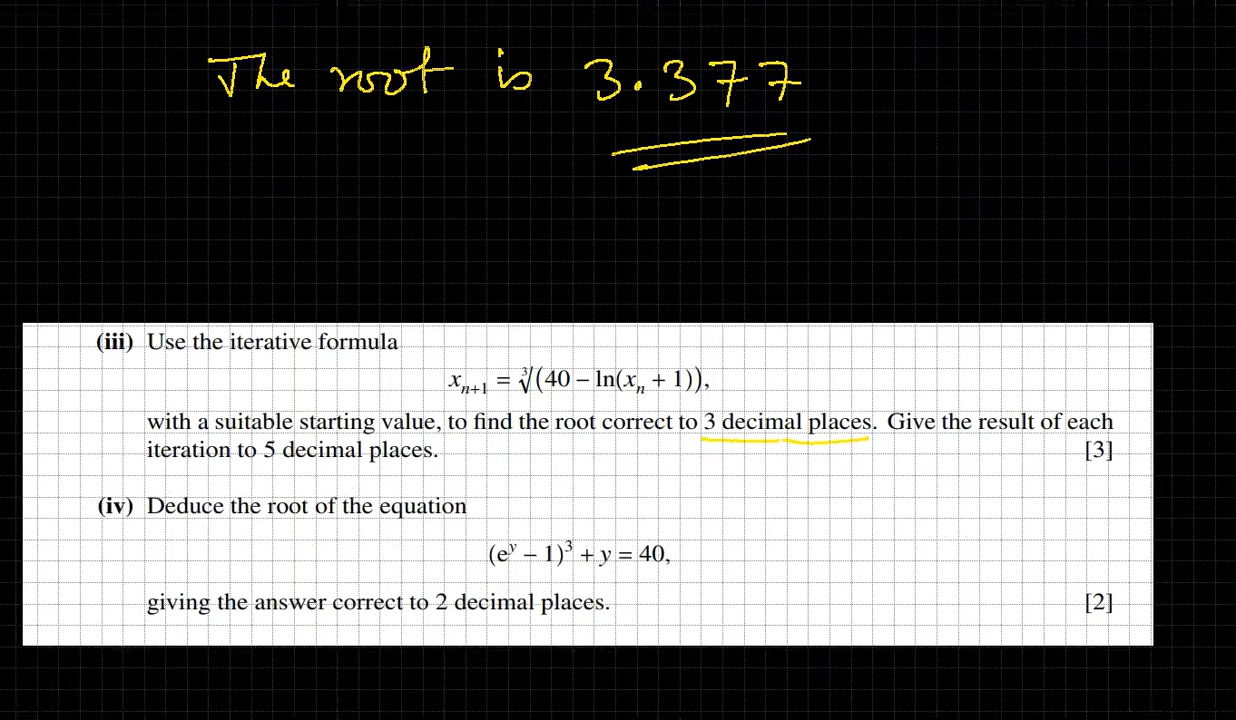 The root is 3.377
(iii) Use the iterative formula
xₙ₊₁ = ∛(40 – ln(xₙ + 1)),
with a suitable starting value, to find the root correct to 3 decimal places. Give the result of each
iteration to 5 decimal places. [3]
(iv) Deduce the root of the equation
(eʸ – 1)³ + y = 40,
giving the answer correct to 2 decimal places. [2]